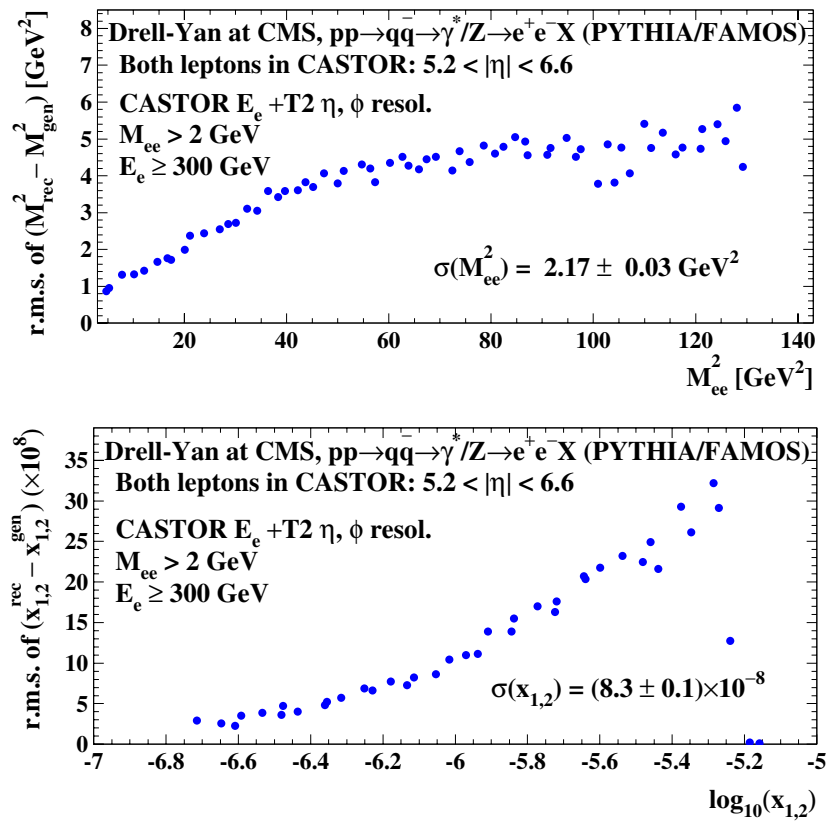 Drell-Yan at CMS, pp→qq̄→γ*/Z→e⁺e⁻X (PYTHIA/FAMOS)
Both leptons in CASTOR: 5.2 < |η| < 6.6
CASTOR Eₑ +T2 η, ϕ resol.
Mₑₑ > 2 GeV
Eₑ ≥ 300 GeV
σ(M²ₑₑ) = 2.17 ± 0.03 GeV²
r.m.s. of (M²_rec − M²_gen) [GeV²]
8
7
6
5
4
3
2
1
0
20 40 60 80 100 120 140
M²ₑₑ [GeV²]
Drell-Yan at CMS, pp→qq̄→γ*/Z→e⁺e⁻X (PYTHIA/FAMOS)
Both leptons in CASTOR: 5.2 < |η| < 6.6
CASTOR Eₑ +T2 η, ϕ resol.
Mₑₑ > 2 GeV
Eₑ ≥ 300 GeV
σ(x₁,₂) = (8.3 ± 0.1)×10⁻⁸
r.m.s. of (x₁,₂^rec − x₁,₂^gen) (×10⁸)
35
30
25
20
15
10
5
0
-7 -6.8 -6.6 -6.4 -6.2 -6 -5.8 -5.6 -5.4 -5.2 -5
log₁₀(x₁,₂)